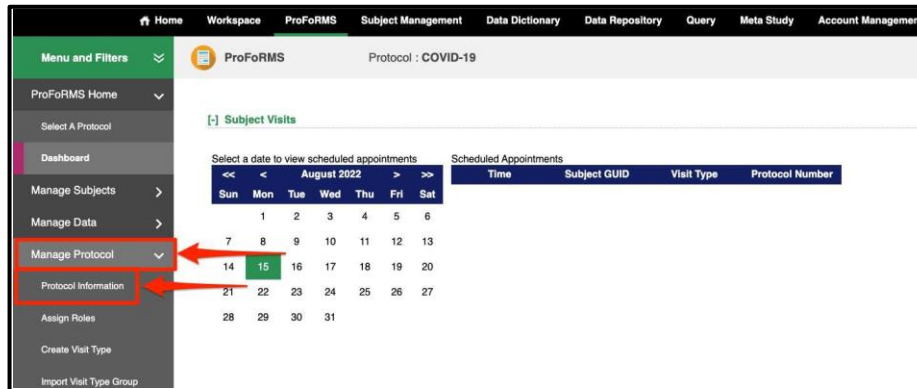 Home Workspace ProFoRMS Subject Management Data Dictionary Data Repository Query Meta Study Account Managemen
Menu and Filters
ProFoRMS Protocol : COVID-19
ProFoRMS Home
Select A Protocol
Dashboard
Manage Subjects
Manage Data
Manage Protocol
Protocol Information
Assign Roles
Create Visit Type
Import Visit Type Group
[-] Subject Visits
Select a date to view scheduled appointments
<< < August 2022 > >>
Sun Mon Tue Wed Thu Fri Sat
1 2 3 4 5 6
7 8 9 10 11 12 13
14 15 16 17 18 19 20
21 22 23 24 25 26 27
28 29 30 31
Scheduled Appointments
Time Subject GUID Visit Type Protocol Number